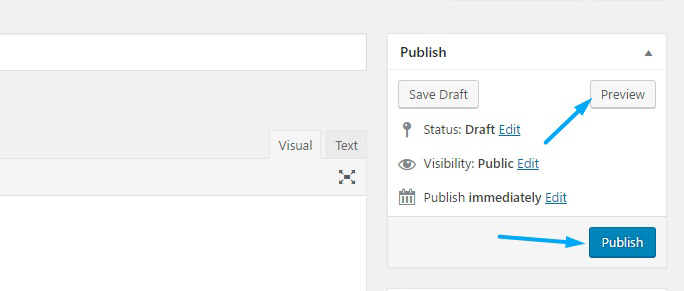 Publish
Save Draft Preview
Status: Draft Edit
Visual Text
Visibility: Public Edit
Publish immediately Edit
Publish